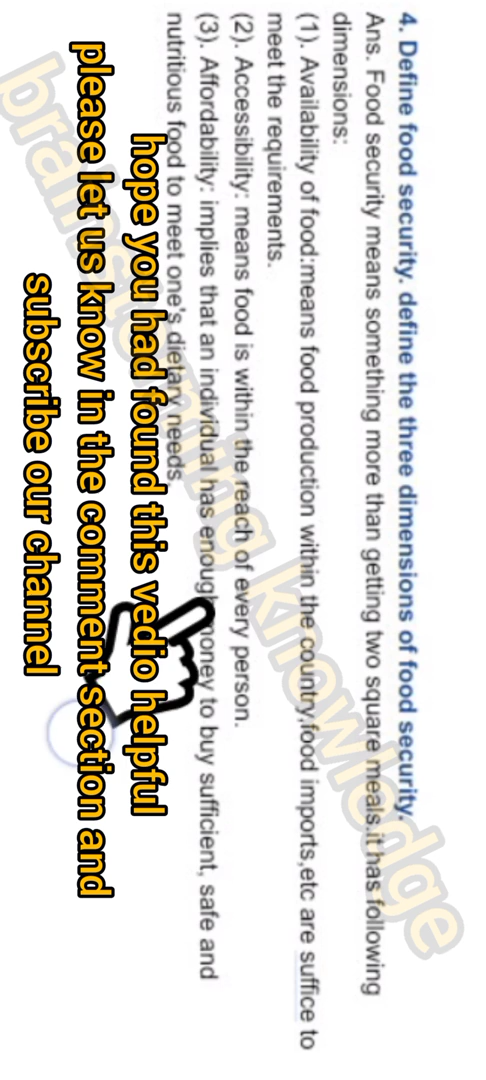 4. Define food security. define the three dimensions of food security.
Ans. Food security means something more than getting two square meals.it has following
dimensions:
(1). Availability of food:means food production within the country,food imports,etc are suffice to
meet the requirements.
(2). Accessibility: means food is within the reach of every person.
(3). Affordability: implies that an individual has enough money to buy sufficient, safe and
nutritious food to meet one's dietary needs.
hope you had found this vedio helpful
please let us know in the comment section and
subscribe our channel
brainstorming knowledge